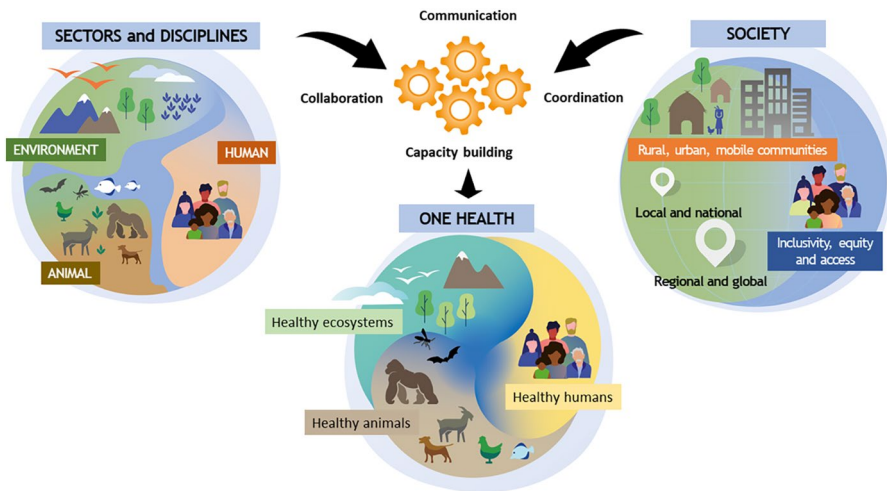 Communication
SECTORS and DISCIPLINES
SOCIETY
Collaboration
Coordination
ENVIRONMENT
HUMAN
Rural, urban, mobile communities
Capacity building
Local and national
ONE HEALTH
Inclusivity, equity
and access
ANIMAL
Regional and global
Healthy ecosystems
Healthy humans
Healthy animals